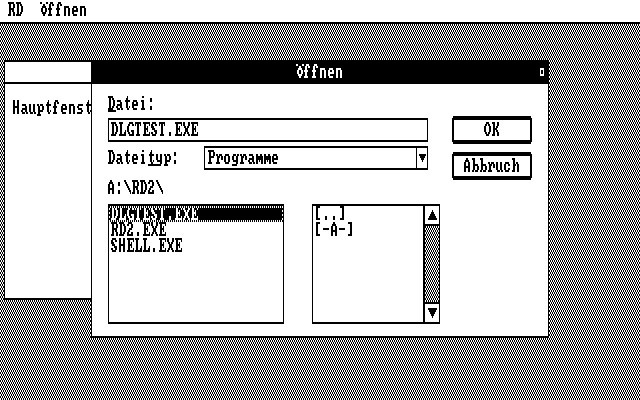 RD Öffnen
Öffnen
Hauptfenst
Datei:
DLGTEST.EXE
OK
Dateityp: Programme
Abbruch
A:\RD2\
DLGTEST.EXE
RD2.EXE
SHELL.EXE
[..]
[-A-]